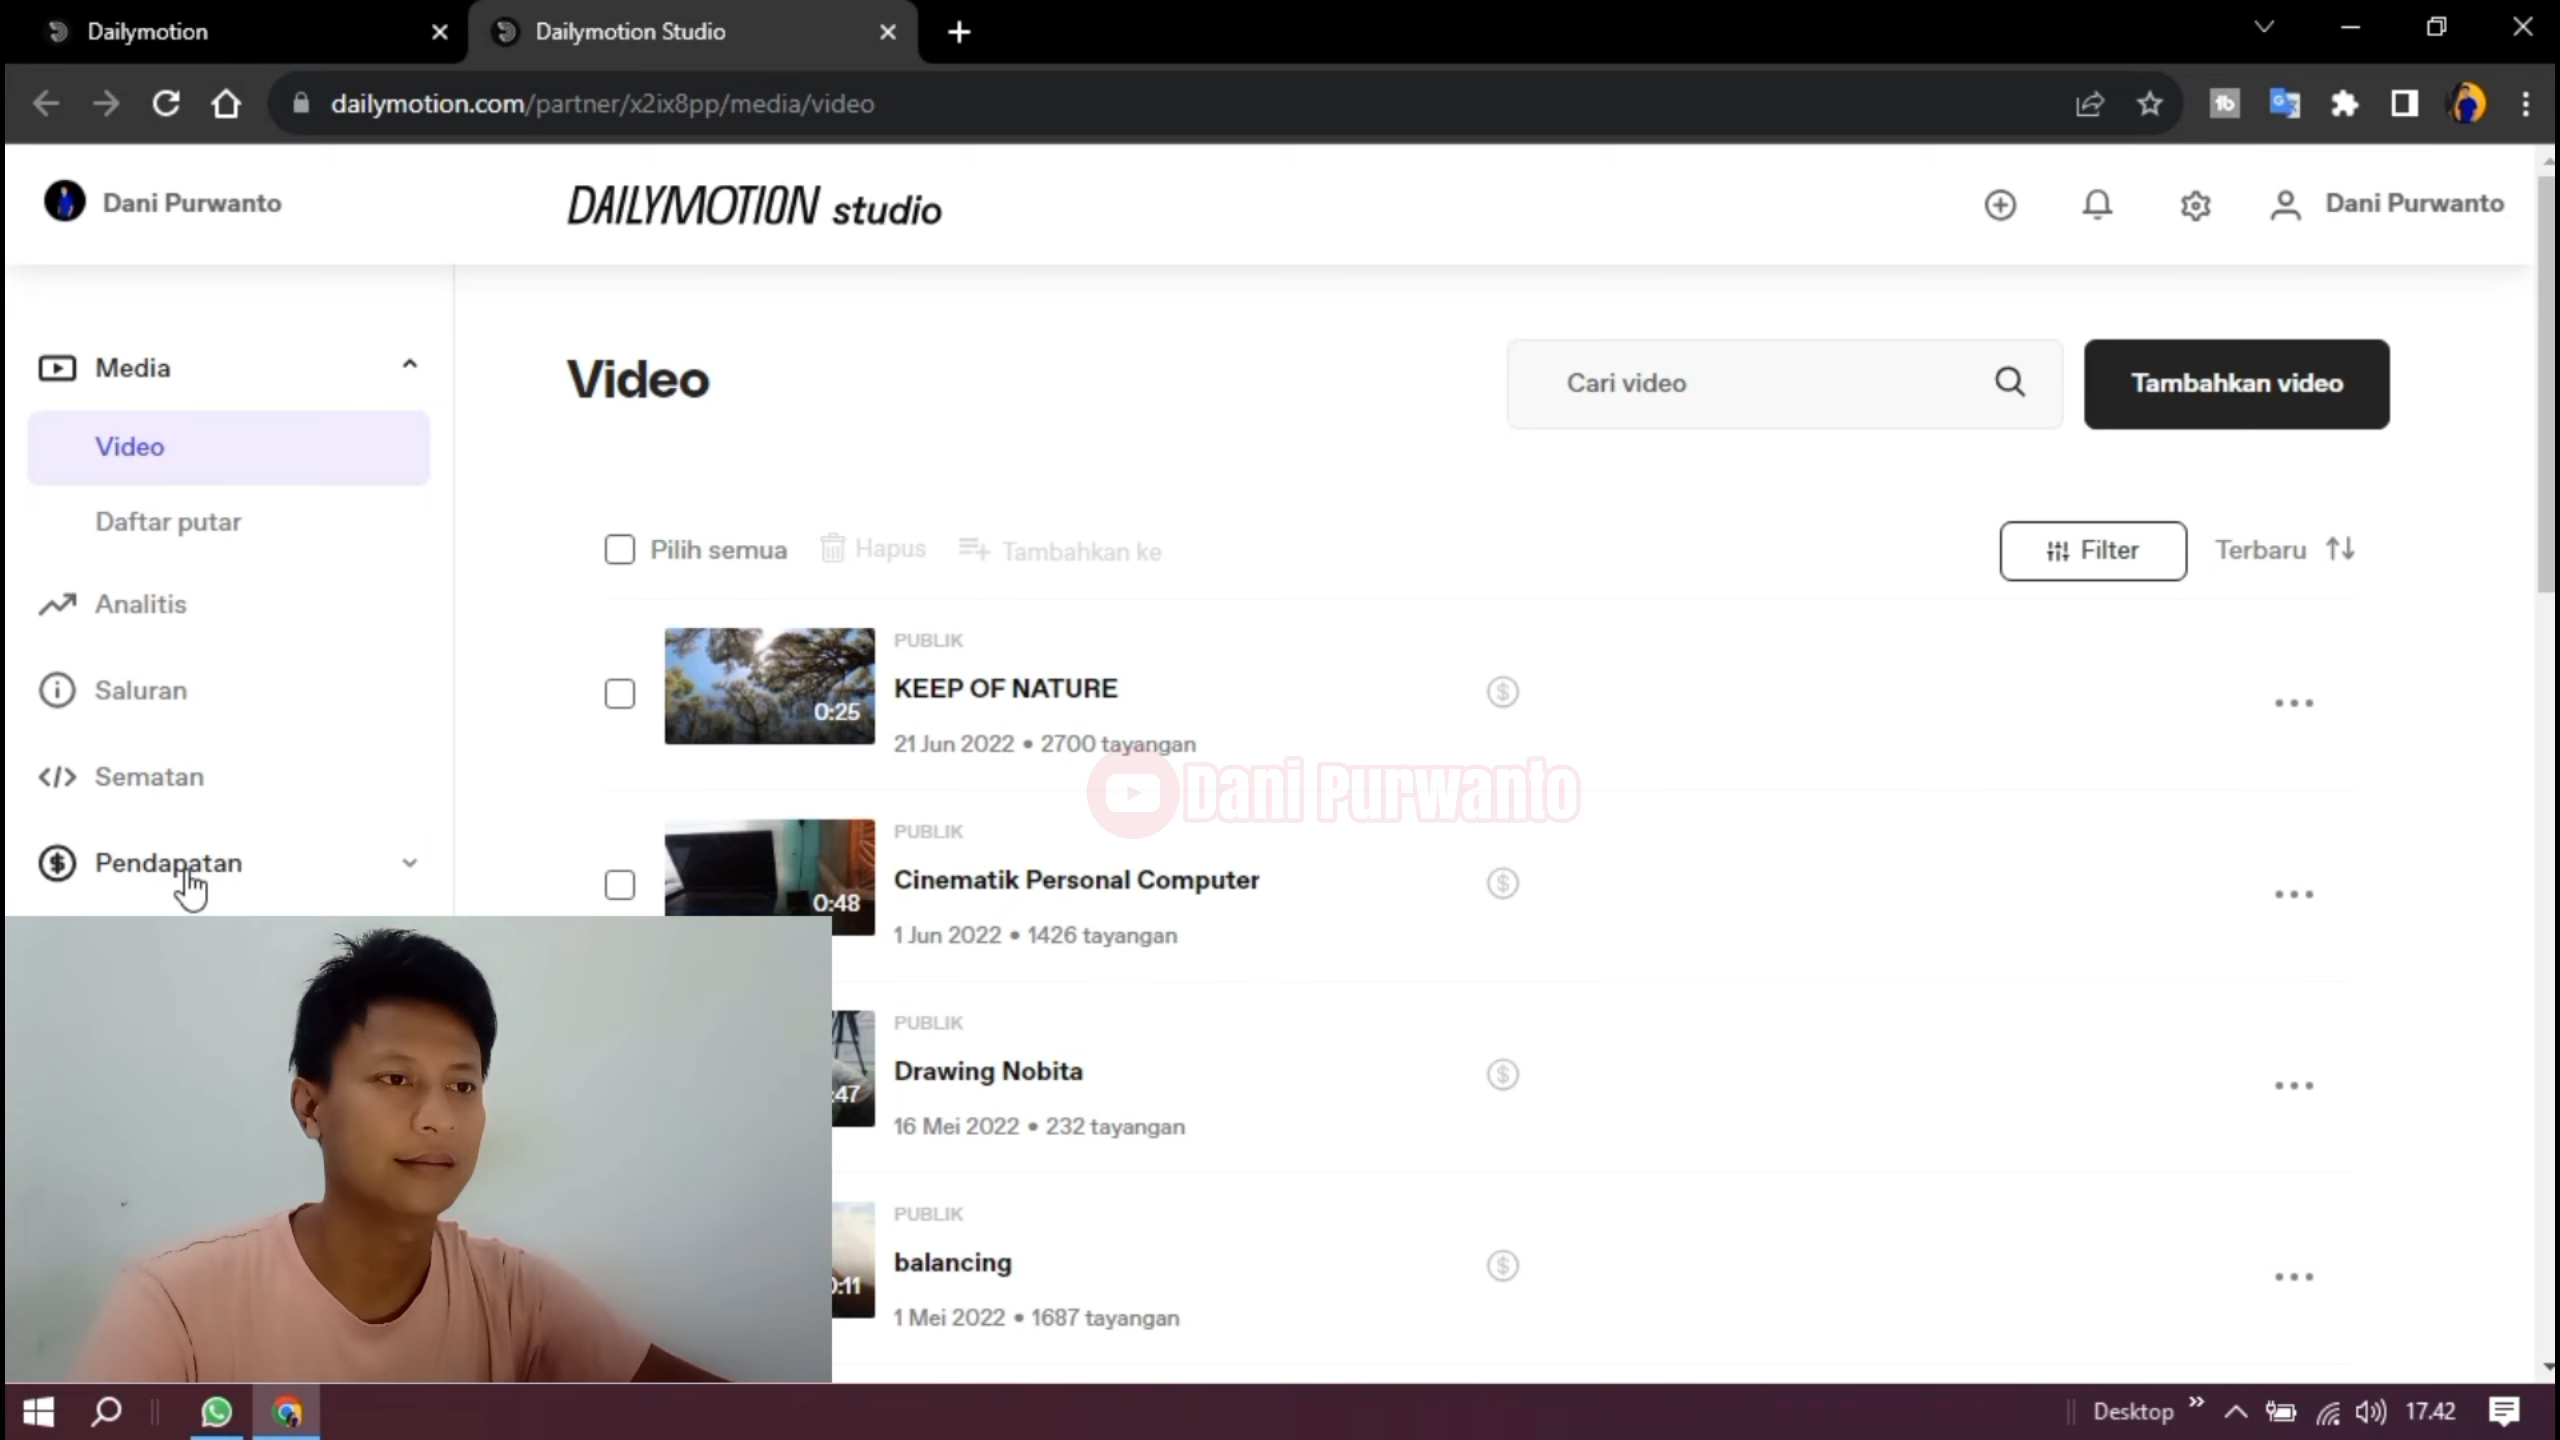 Dailymotion
Dailymotion Studio
dailymotion.com/partner/x2ix8pp/media/video
Dani Purwanto
DAILYMOTION studio
Dani Purwanto
Media
Video
Daftar putar
Analitis
Saluran
Sematan
Pendapatan
Video
Cari video
Tambahkan video
Pilih semua
Hapus
Tambahkan ke
Filter
Terbaru
0:25
PUBLIK
KEEP OF NATURE
21 Jun 2022 • 2700 tayangan
Dani Purwanto
0:48
PUBLIK
Cinematik Personal Computer
1 Jun 2022 • 1426 tayangan
:47
PUBLIK
Drawing Nobita
16 Mei 2022 • 232 tayangan
:11
PUBLIK
balancing
1 Mei 2022 • 1687 tayangan
Desktop
17.42